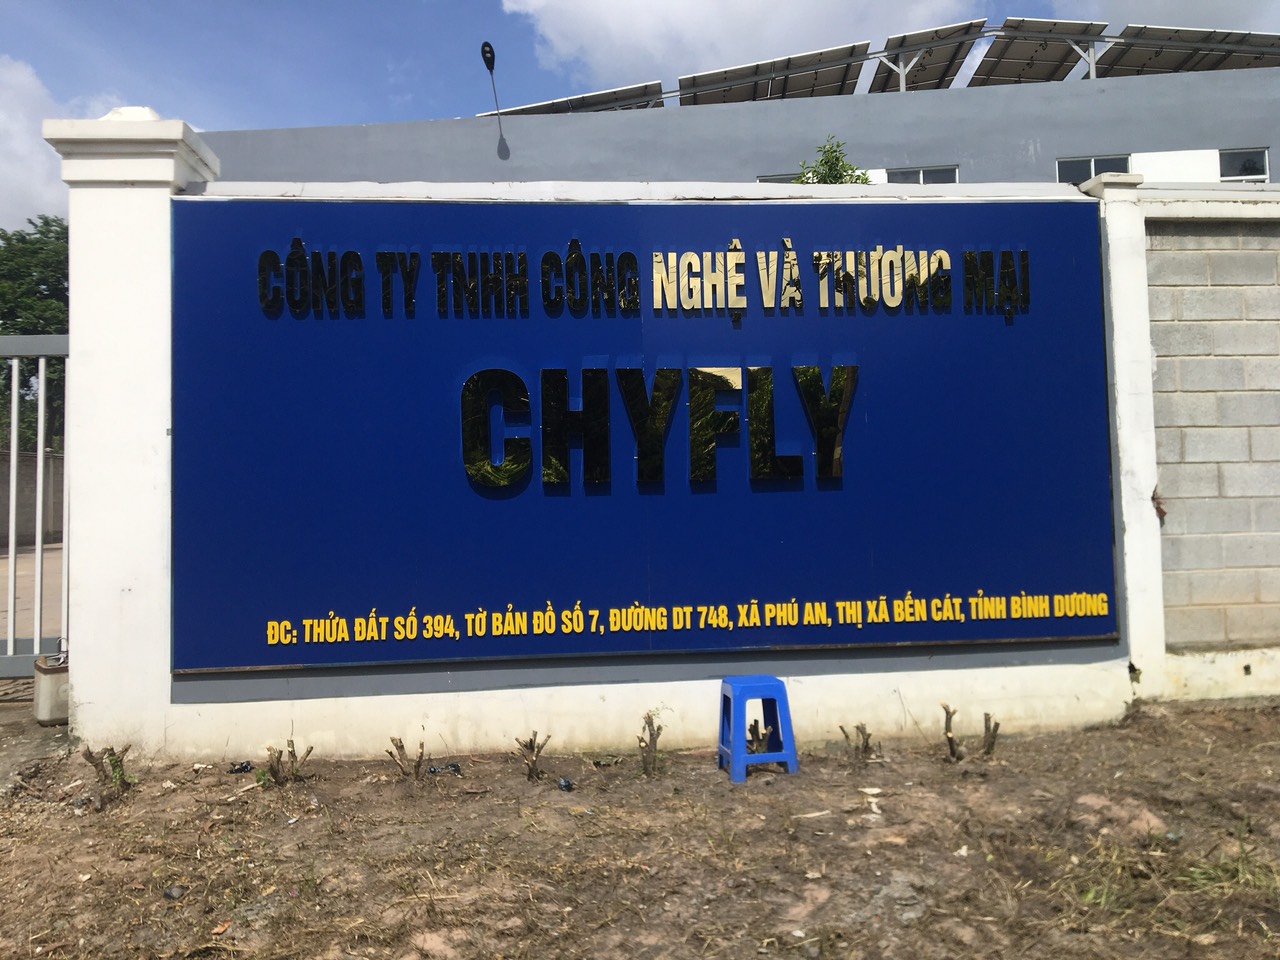 CÔNG TY TNHH CÔNG NGHỆ VÀ THƯƠNG MẠI
CHYFLY
ĐC: THỬA ĐẤT SỐ 394, TỜ BẢN ĐỒ SỐ 7, ĐƯỜNG DT 748, XÃ PHÚ AN, THỊ XÃ BẾN CÁT, TỈNH BÌNH DƯƠNG